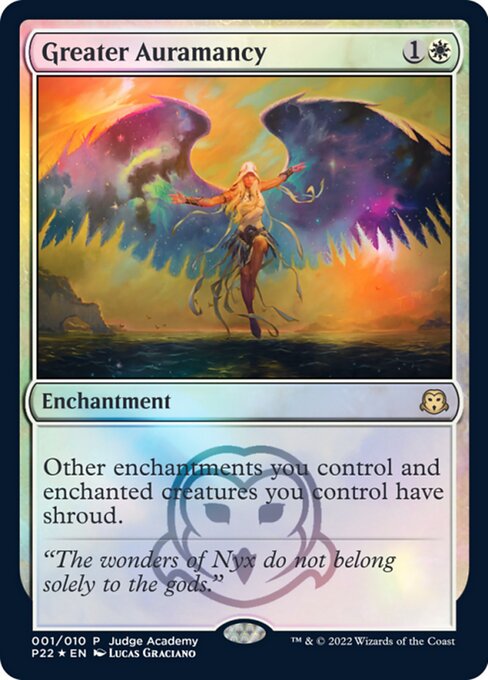 Greater Auramancy 1
Enchantment
Other enchantments you control and
enchanted creatures you control have
shroud.
“The wonders of Nyx do not belong
solely to the gods.”
001/010 P Judge Academy
P22 ★ EN Lucas Graciano
™ & © 2022 Wizards of the Coast